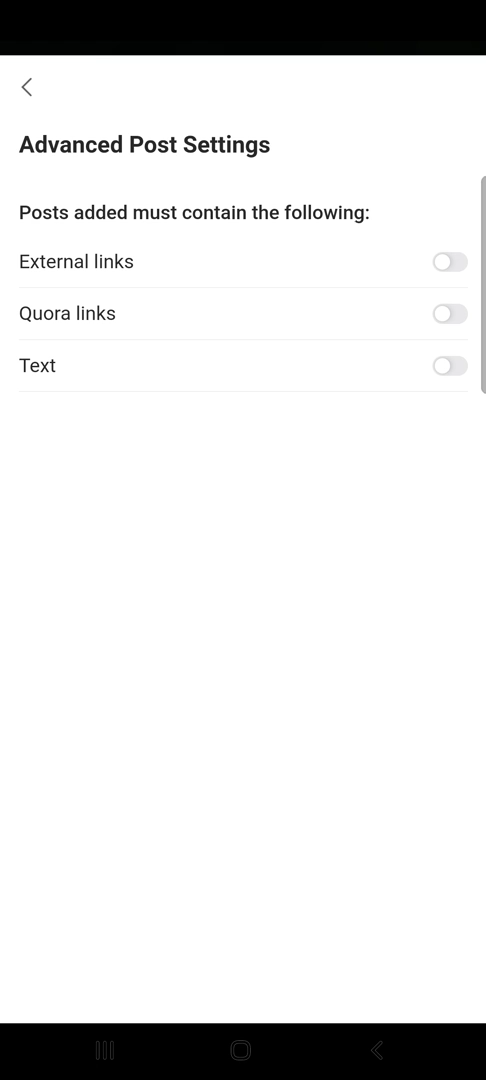 Advanced Post Settings
Posts added must contain the following:
External links
Quora links
Text